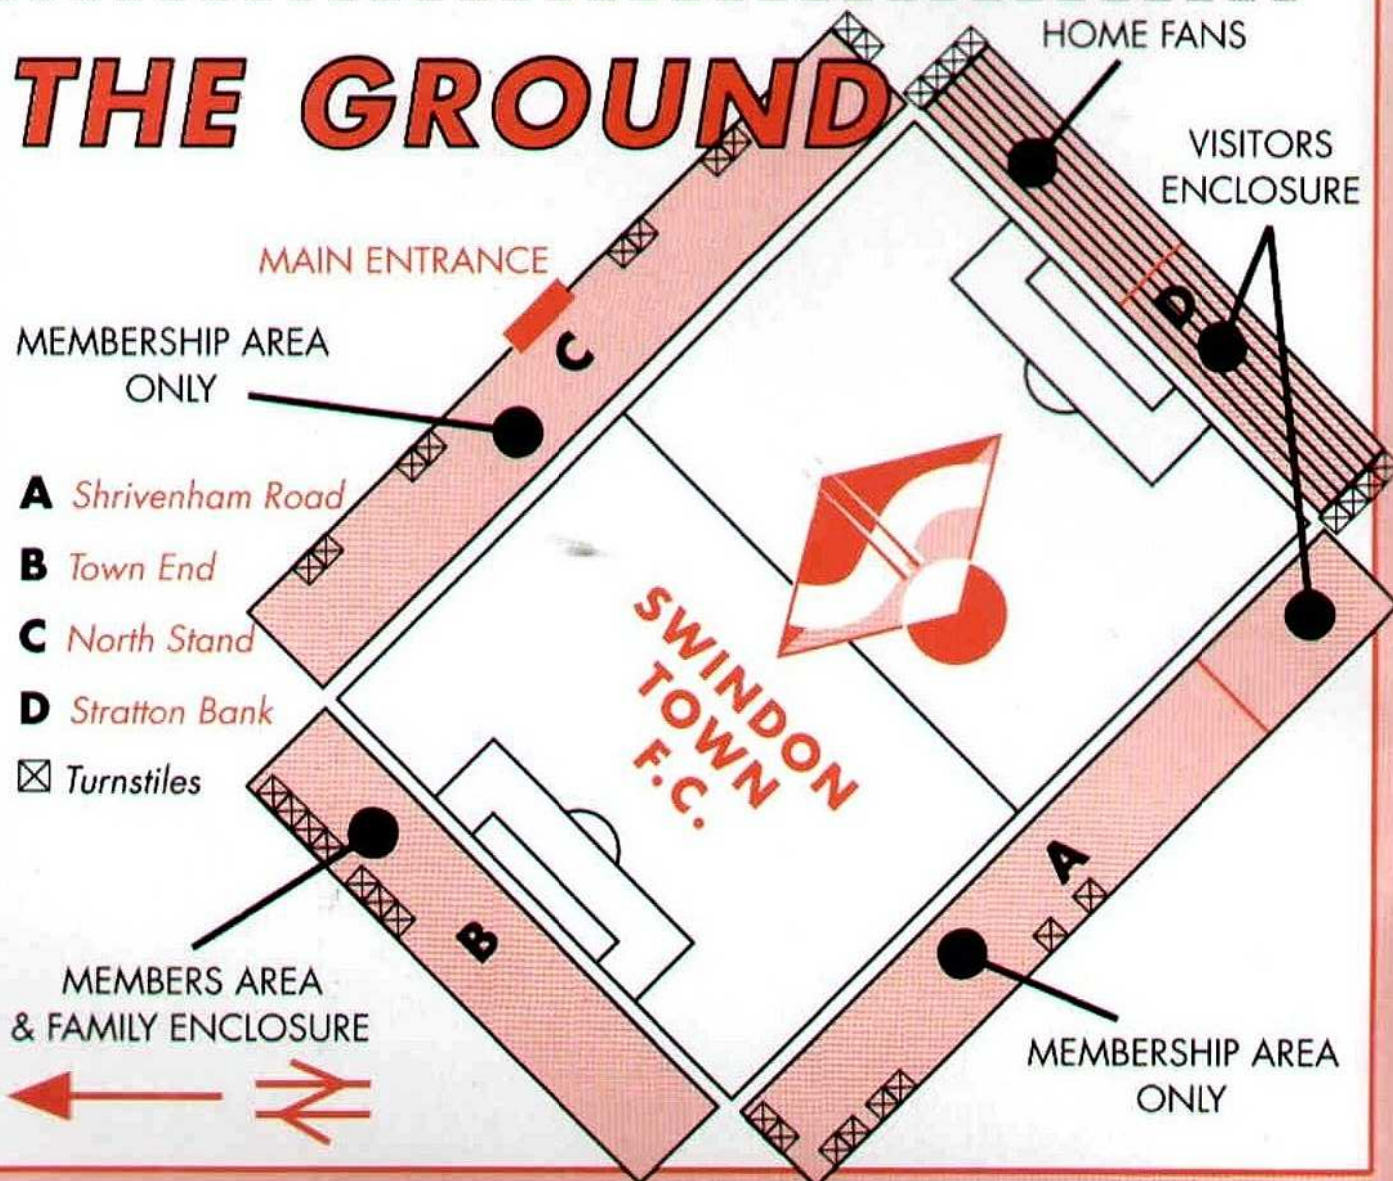 THE GROUND
HOME FANS
VISITORS
ENCLOSURE
MAIN ENTRANCE
MEMBERSHIP AREA
ONLY
C
D
A Shrivenham Road
B Town End
C North Stand
D Stratton Bank
Turnstiles
SWINDON
TOWN
F.C.
A
B
MEMBERS AREA
& FAMILY ENCLOSURE
MEMBERSHIP AREA
ONLY